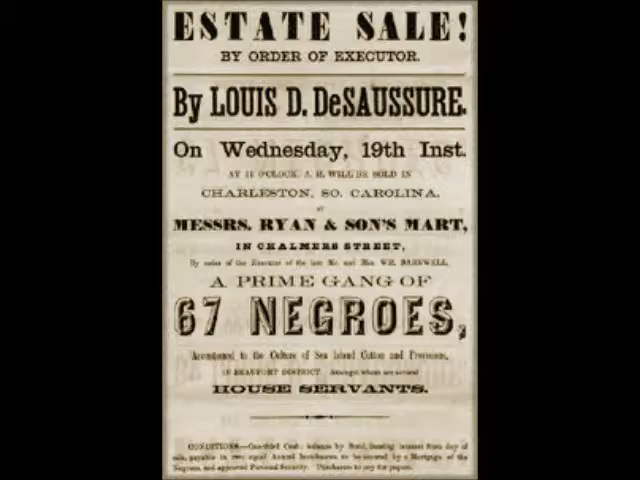 ESTATE SALE!
BY ORDER OF EXECUTOR.
By LOUIS D. DeSAUSSURE.
On Wednesday, 19th Inst.
AT 11 O'CLOCK, A. M. WILL BE SOLD IN
CHARLESTON, SO. CAROLINA,
AT
MESSRS. RYAN & SON'S MART,
IN CHALMERS STREET,
By order of the Executor of the late Mr. and Mrs. WM. BARNWELL,
A PRIME GANG OF
67 NEGROES,
Accustomed to the Culture of Sea Island Cotton and Provisions,
IN BEAUFORT DISTRICT. Amongst whom are several
HOUSE SERVANTS.
CONDITIONS.—One-third Cash; balance by Bond, bearing interest from day of
sale, payable in two equal Annual Instalments, to be secured by a Mortgage of the
Negroes, and approved Personal Security. Purchasers to pay for papers.